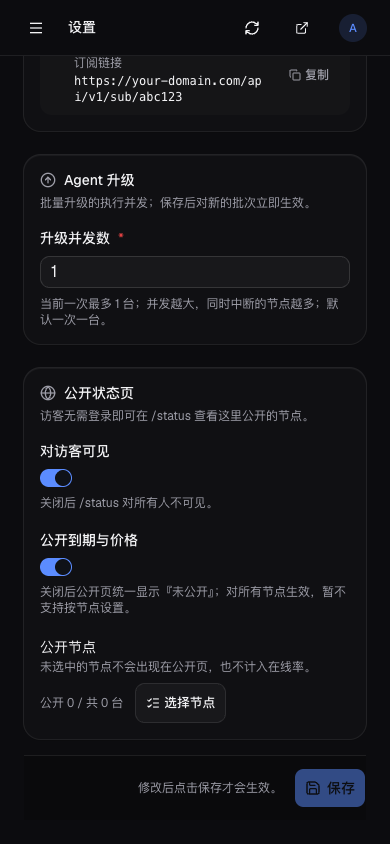 设置
A
订阅链接
https://your-domain.com/ap
i/v1/sub/abc123
复制
Agent 升级
批量升级的执行并发；保存后对新的批次立即生效。
升级并发数 *
1
当前一次最多 1 台；并发越大，同时中断的节点越多；默
认一次一台。
公开状态页
访客无需登录即可在 /status 查看这里公开的节点。
对访客可见
关闭后 /status 对所有人不可见。
公开到期与价格
关闭后公开页统一显示『未公开』；对所有节点生效，暂不
支持按节点设置。
公开节点
未选中的节点不会出现在公开页，也不计入在线率。
公开 0 / 共 0 台
选择节点
修改后点击保存才会生效。
保存